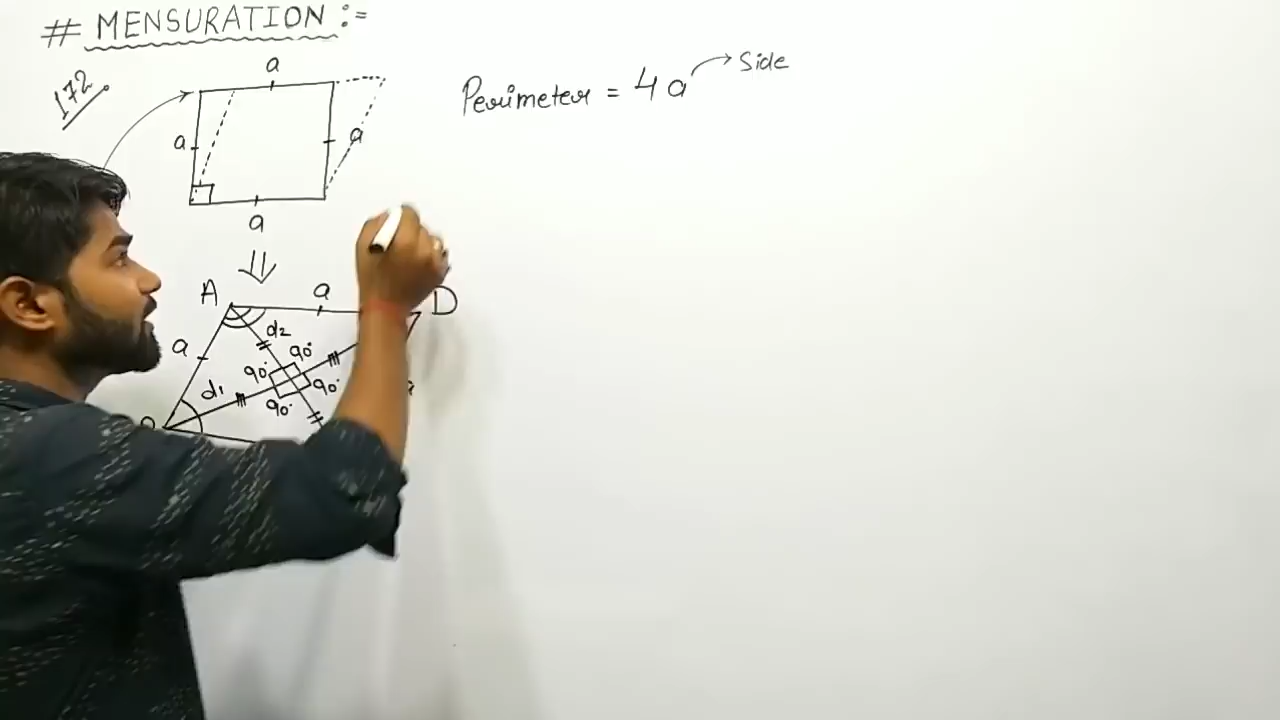 # MENSURATION :=
172
a
a
a
a
Perimeter = 4a → Side
A
a
D
a
d2
90°
90°
90°
90°
d1